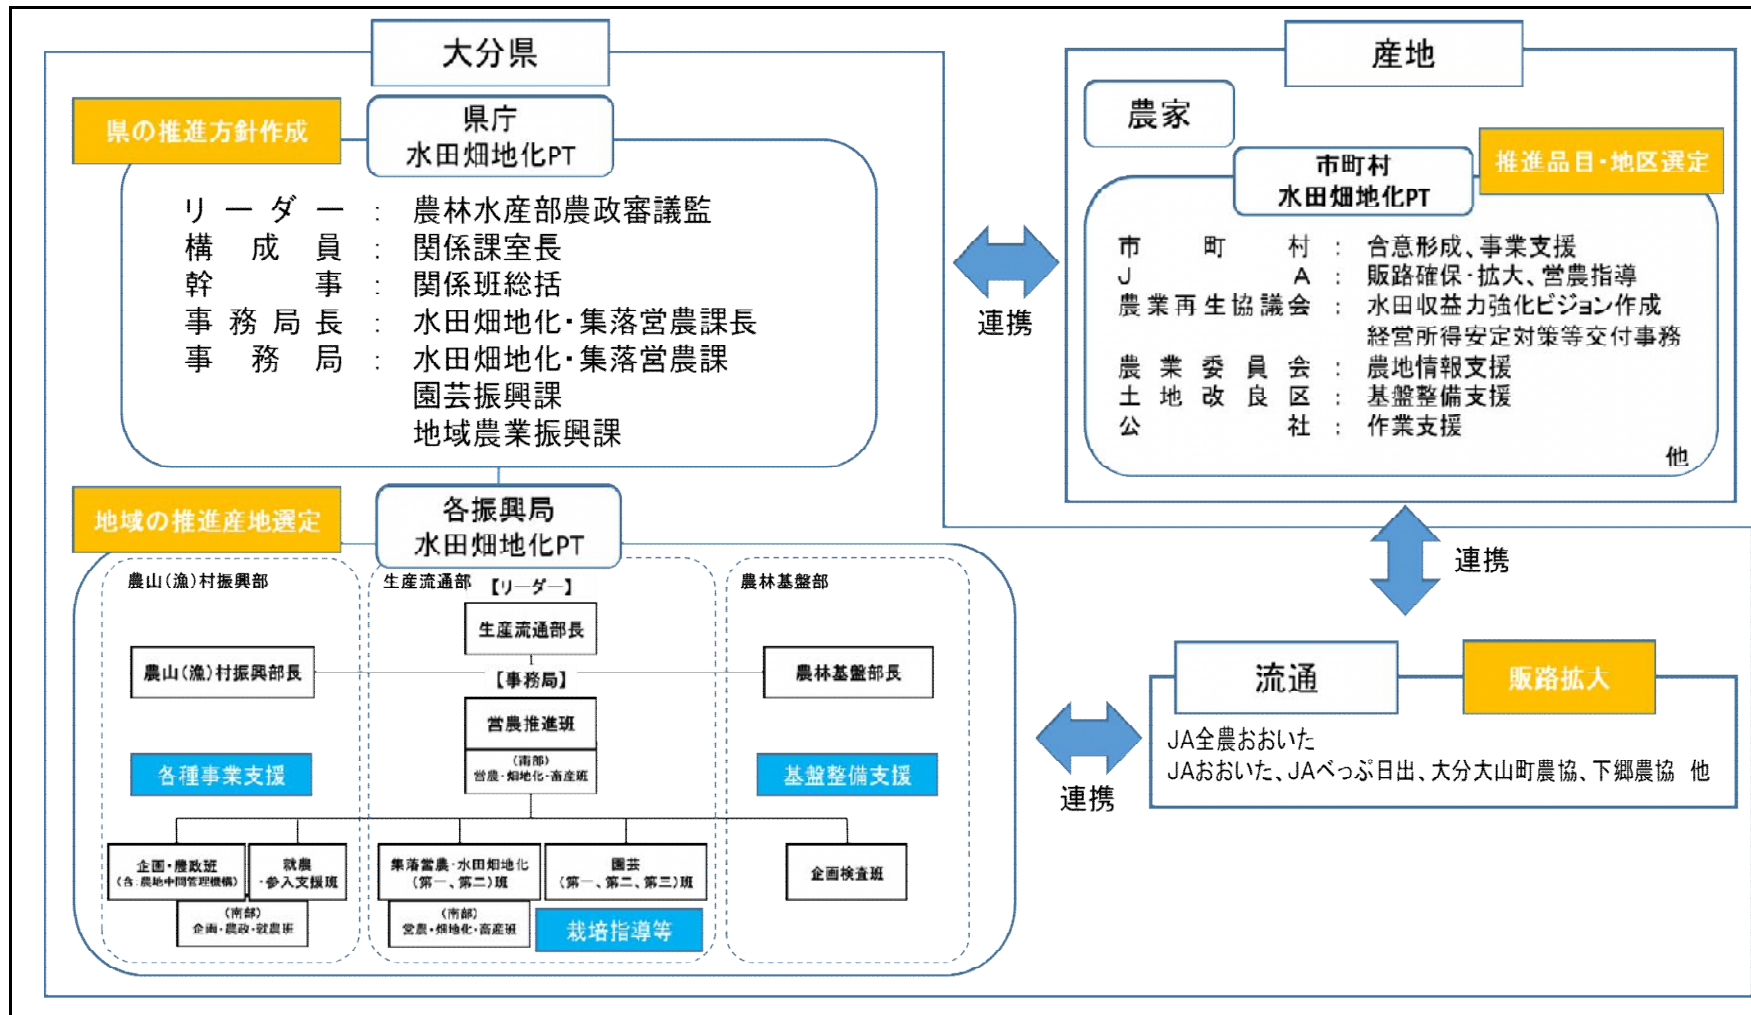 大分県
県の推進方針作成
県庁
水田畑地化PT
リーダー：農林水産部農政審議監
構成員：関係課室長
幹事：関係班総括
事務局長：水田畑地化・集落営農課長
事務局：水田畑地化・集落営農課
園芸振興課
地域農業振興課
連携
産地
農家
市町村
水田畑地化PT
推進品目・地区選定
市町村：合意形成、事業支援
JA：販路確保・拡大、営農指導
農業再生協議会：水田収益力強化ビジョン作成
経営所得安定対策等交付事務
農業委員会：農地情報支援
土地改良区：基盤整備支援
公社：作業支援
他
地域の推進産地選定
各振興局
水田畑地化PT
農山(漁)村振興部
農山(漁)村振興部長
各種事業支援
企画・農政班
(含:農地中間管理機構)
就農
・参入支援班
(南部)
企画・農政・就農班
生産流通部
【リーダー】
生産流通部長
【事務局】
営農推進班
(南部)
営農・畑地化・畜産班
集落営農・水田畑地化
(第一、第二)班
(南部)
営農・畑地化・畜産班
園芸
(第一、第二、第三)班
栽培指導等
農林基盤部
農林基盤部長
基盤整備支援
企画検査班
連携
連携
流通
販路拡大
JA全農おおいた
JAおおいた、JAべっぷ日出、大分大山町農協、下郷農協 他